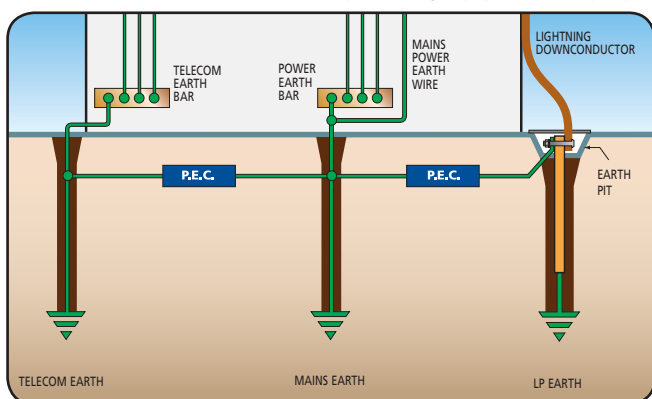 TELECOM
EARTH
BAR
POWER
EARTH
BAR
MAINS
POWER
EARTH
WIRE
LIGHTNING
DOWNCONDUCTOR
P.E.C.
P.E.C.
EARTH
PIT
TELECOM EARTH
MAINS EARTH
LP EARTH